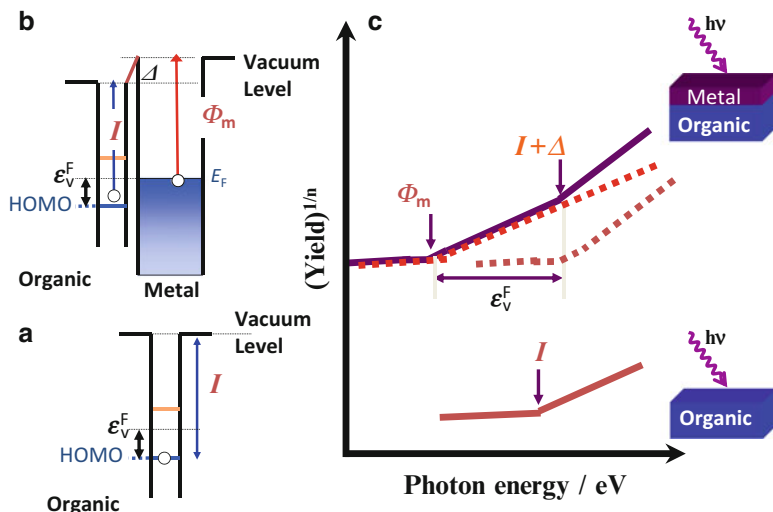 b
Vacuum
Level
Δ
I
Φm
εvF
EF
HOMO
Organic
Metal
a
Vacuum
Level
I
εvF
HOMO
Organic
c
hν
Metal
Organic
I + Δ
Φm
εvF
(Yield)1/n
I
hν
Organic
Photon energy / eV